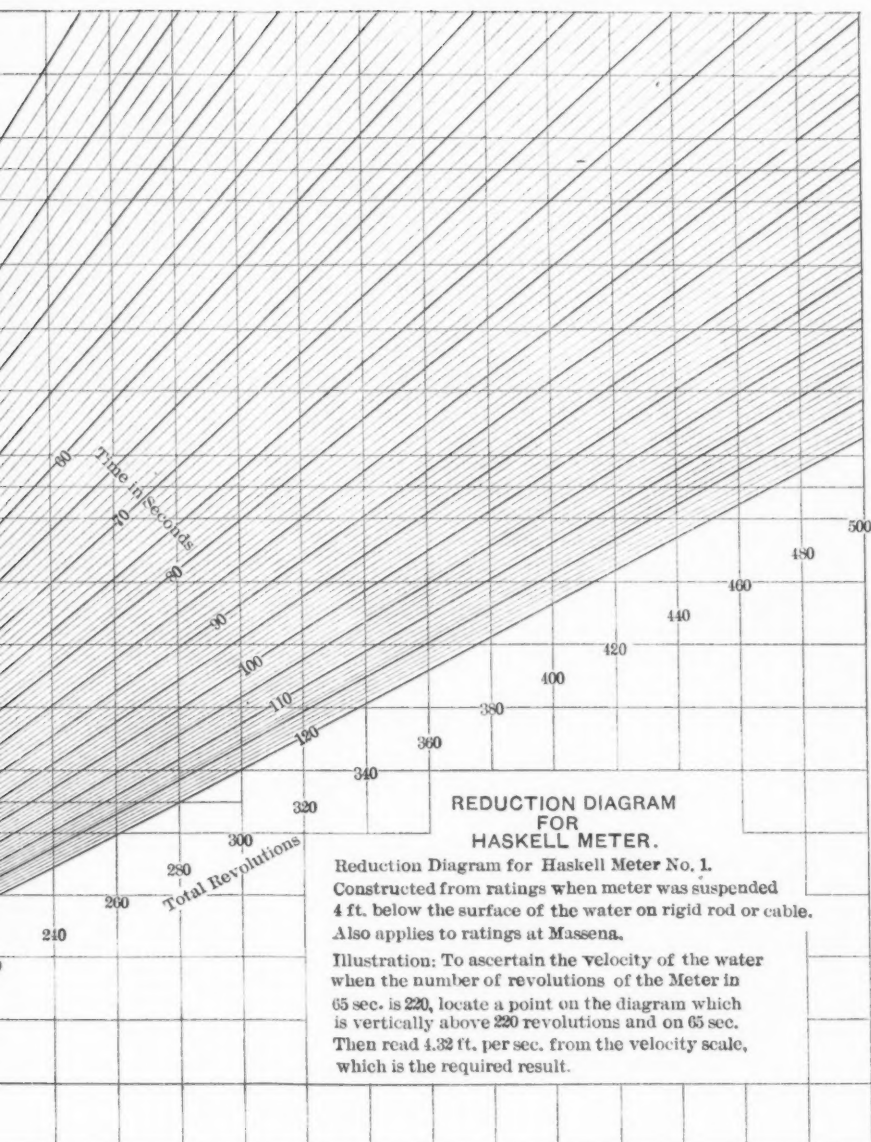 60
Time in Seconds
70
80
90
100
110
120
500
480
460
440
420
400
380
360
340
320
300
280
260
240
Total Revolutions
REDUCTION DIAGRAM
FOR
HASKELL METER.
Reduction Diagram for Haskell Meter No. 1.
Constructed from ratings when meter was suspended
4 ft. below the surface of the water on rigid rod or cable.
Also applies to ratings at Massena.
Illustration: To ascertain the velocity of the water
when the number of revolutions of the Meter in
65 sec. is 220, locate a point on the diagram which
is vertically above 220 revolutions and on 65 sec.
Then read 4.32 ft. per sec. from the velocity scale,
which is the required result.